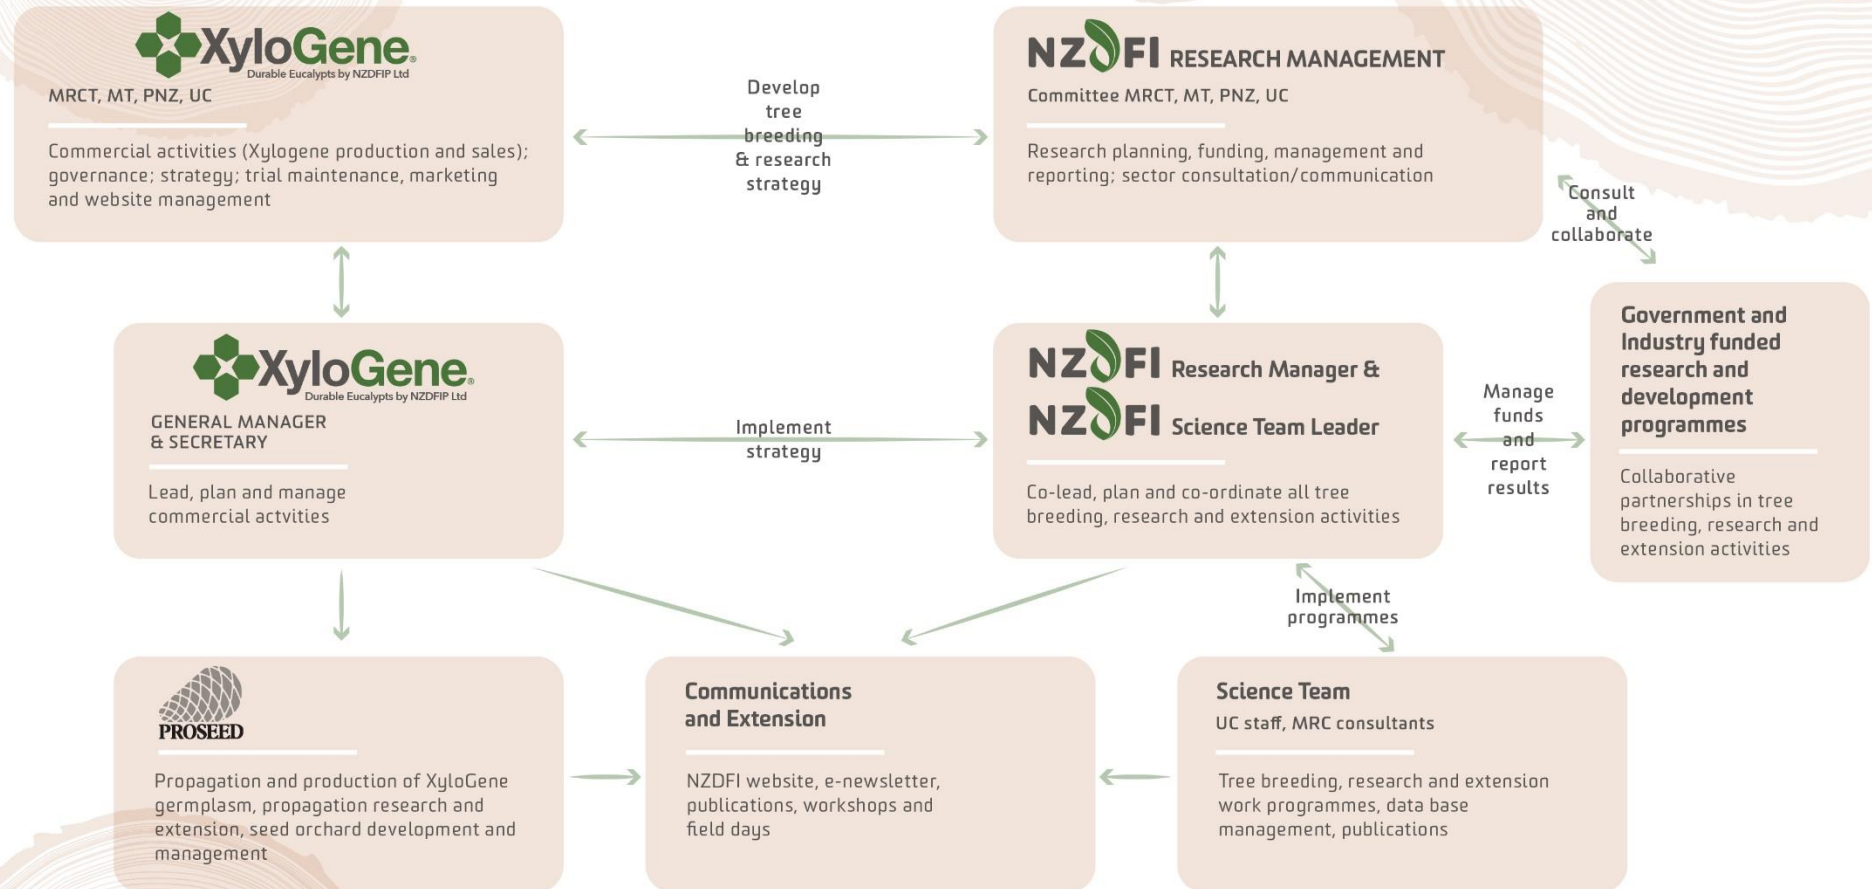 XyloGene®
Durable Eucalypts by NZDFIP Ltd
MRCT, MT, PNZ, UC
Commercial activities (Xylogene production and sales);
governance; strategy; trial maintenance, marketing
and website management
Develop
tree
breeding
& research
strategy
NZDFI RESEARCH MANAGEMENT
Committee MRCT, MT, PNZ, UC
Research planning, funding, management and
reporting; sector consultation/communication
Consult
and
collaborate
XyloGene®
Durable Eucalypts by NZDFIP Ltd
GENERAL MANAGER
& SECRETARY
Lead, plan and manage
commercial actvities
Implement
strategy
NZDFI Research Manager &
NZDFI Science Team Leader
Co-lead, plan and co-ordinate all tree
breeding, research and extension activities
Manage
funds
and
report
results
Government and
Industry funded
research and
development
programmes
Collaborative
partnerships in tree
breeding, research and
extension activities
Implement
programmes
PROSEED
Propagation and production of XyloGene
germplasm, propagation research and
extension, seed orchard development and
management
Communications
and Extension
NZDFI website, e-newsletter,
publications, workshops and
field days
Science Team
UC staff, MRC consultants
Tree breeding, research and extension
work programmes, data base
management, publications